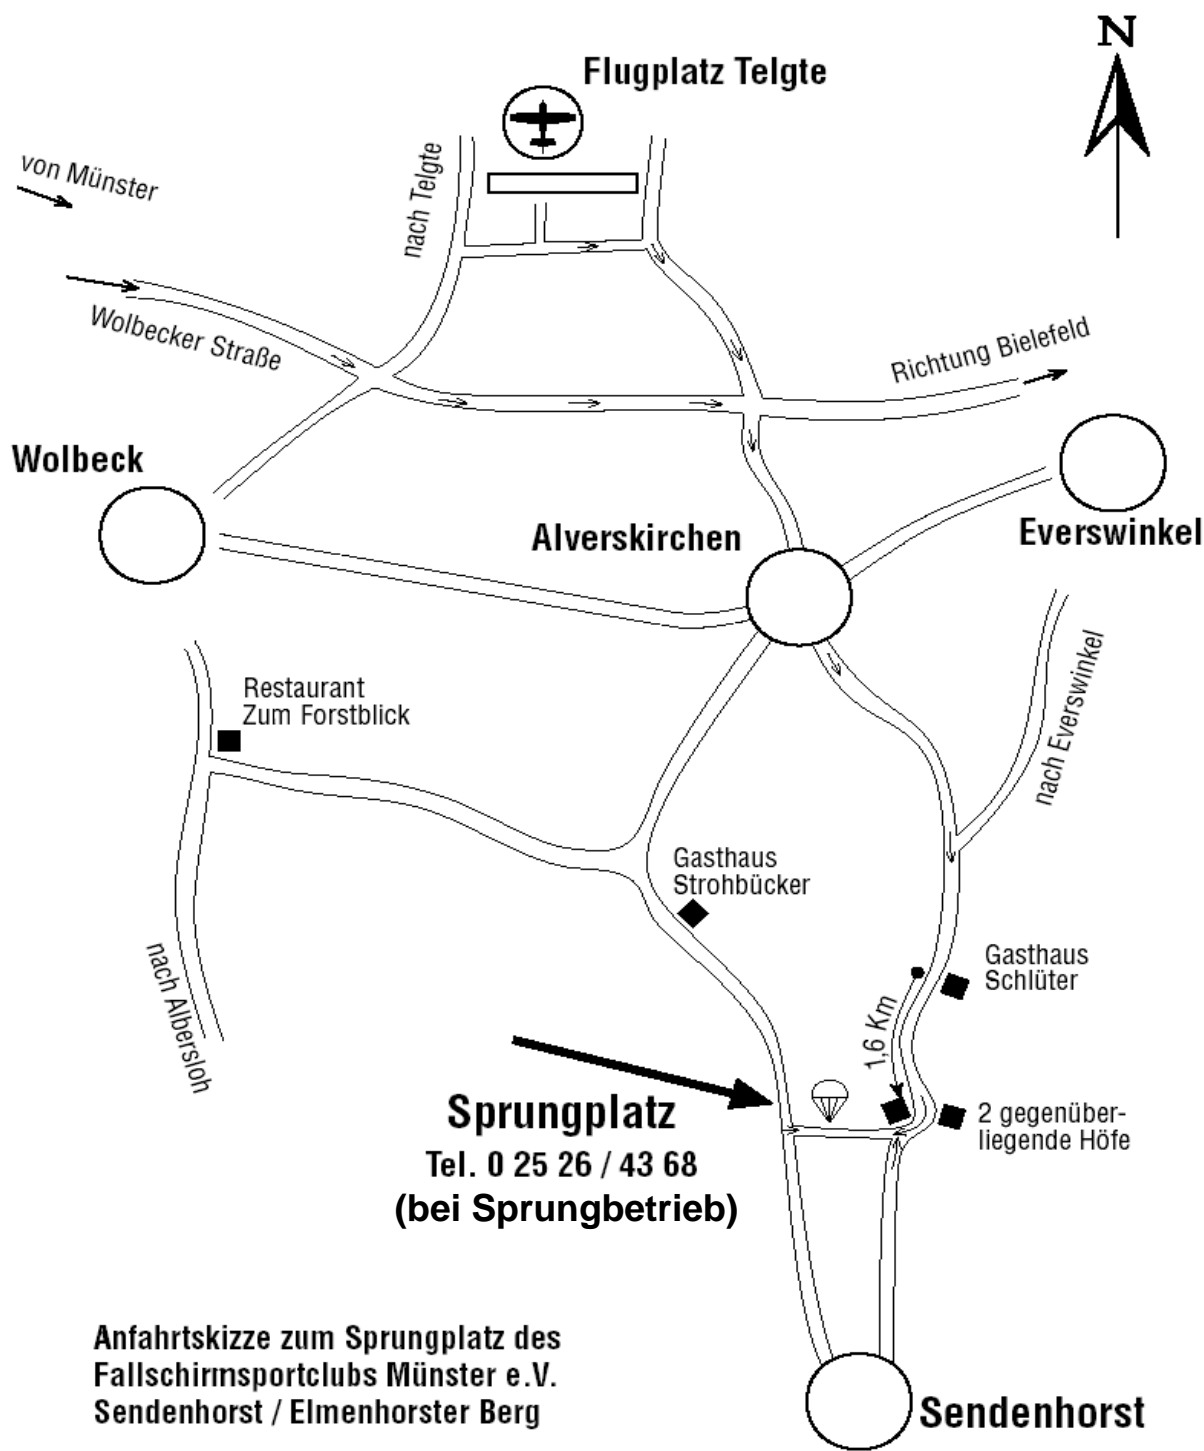 N
Flugplatz Telgte
von Münster
nach Telgte
Wolbecker Straße
Richtung Bielefeld
Wolbeck
Alverskirchen
Everswinkel
Restaurant
Zum Forstblick
nach Everswinkel
Gasthaus
Strohbücker
nach Albersloh
Gasthaus
Schlüter
1,6 Km
Sprungplatz
Tel. 0 25 26 / 43 68
(bei Sprungbetrieb)
2 gegenüber-
liegende Höfe
Anfahrtskizze zum Sprungplatz des
Fallschirmsportclubs Münster e.V.
Sendenhorst / Elmenhorster Berg
Sendenhorst